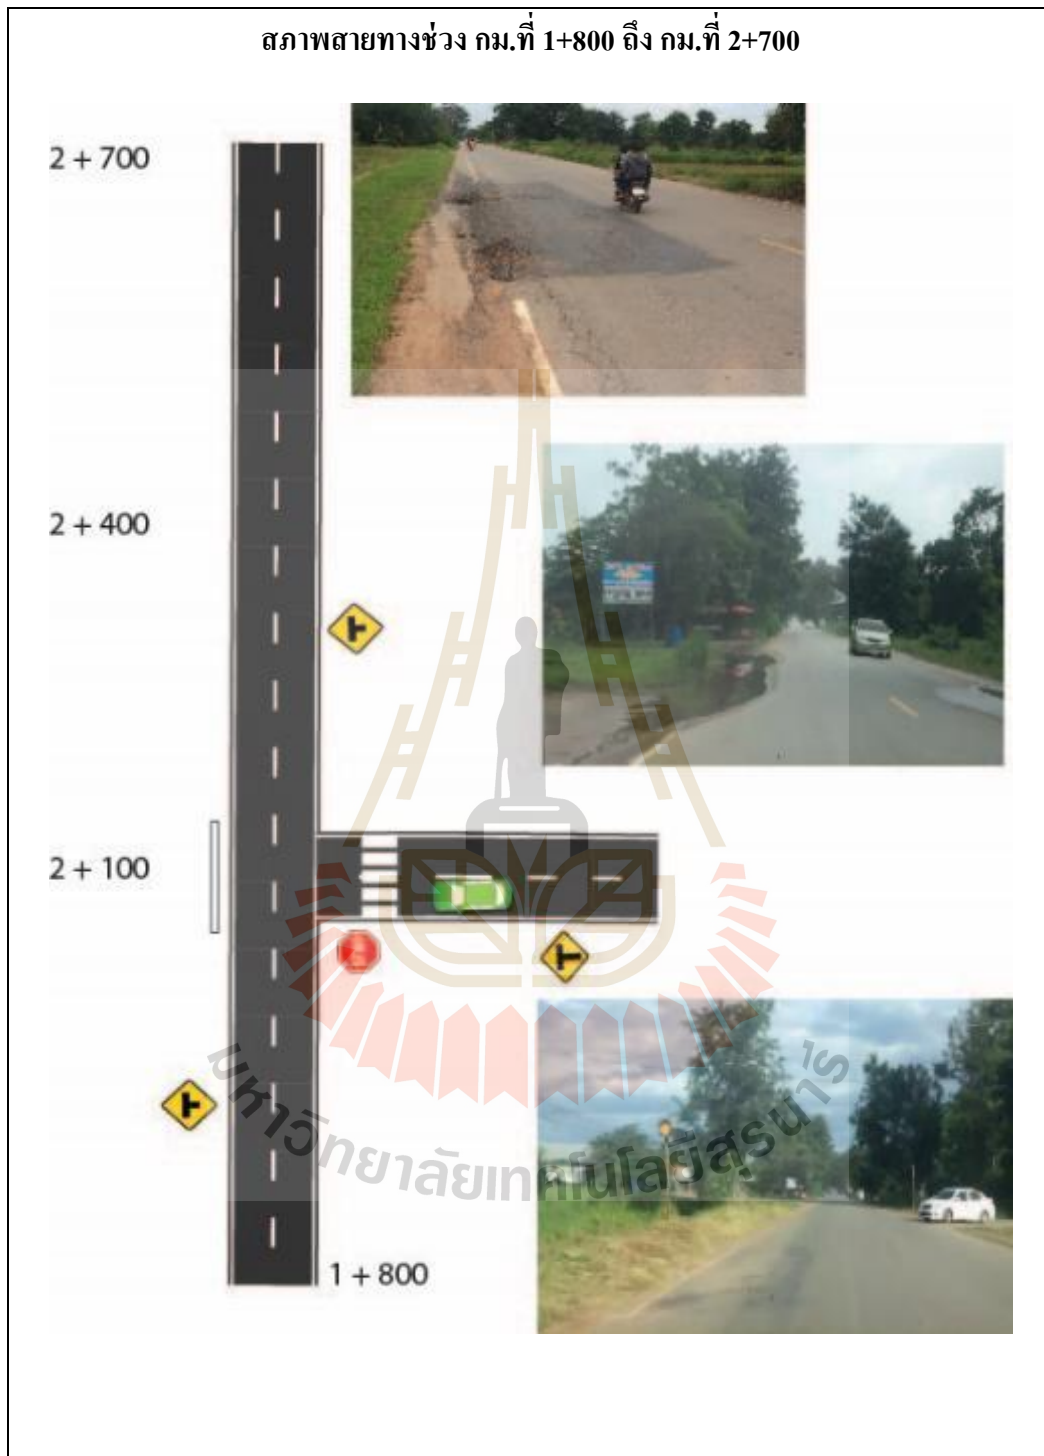 สภาพสายทางช่วง กม.ที่ 1+800 ถึง กม.ที่ 2+700
2 + 700
2 + 400
2 + 100
1 + 800
มหาวิทยาลัยเทคโนโลยีสุรนารี